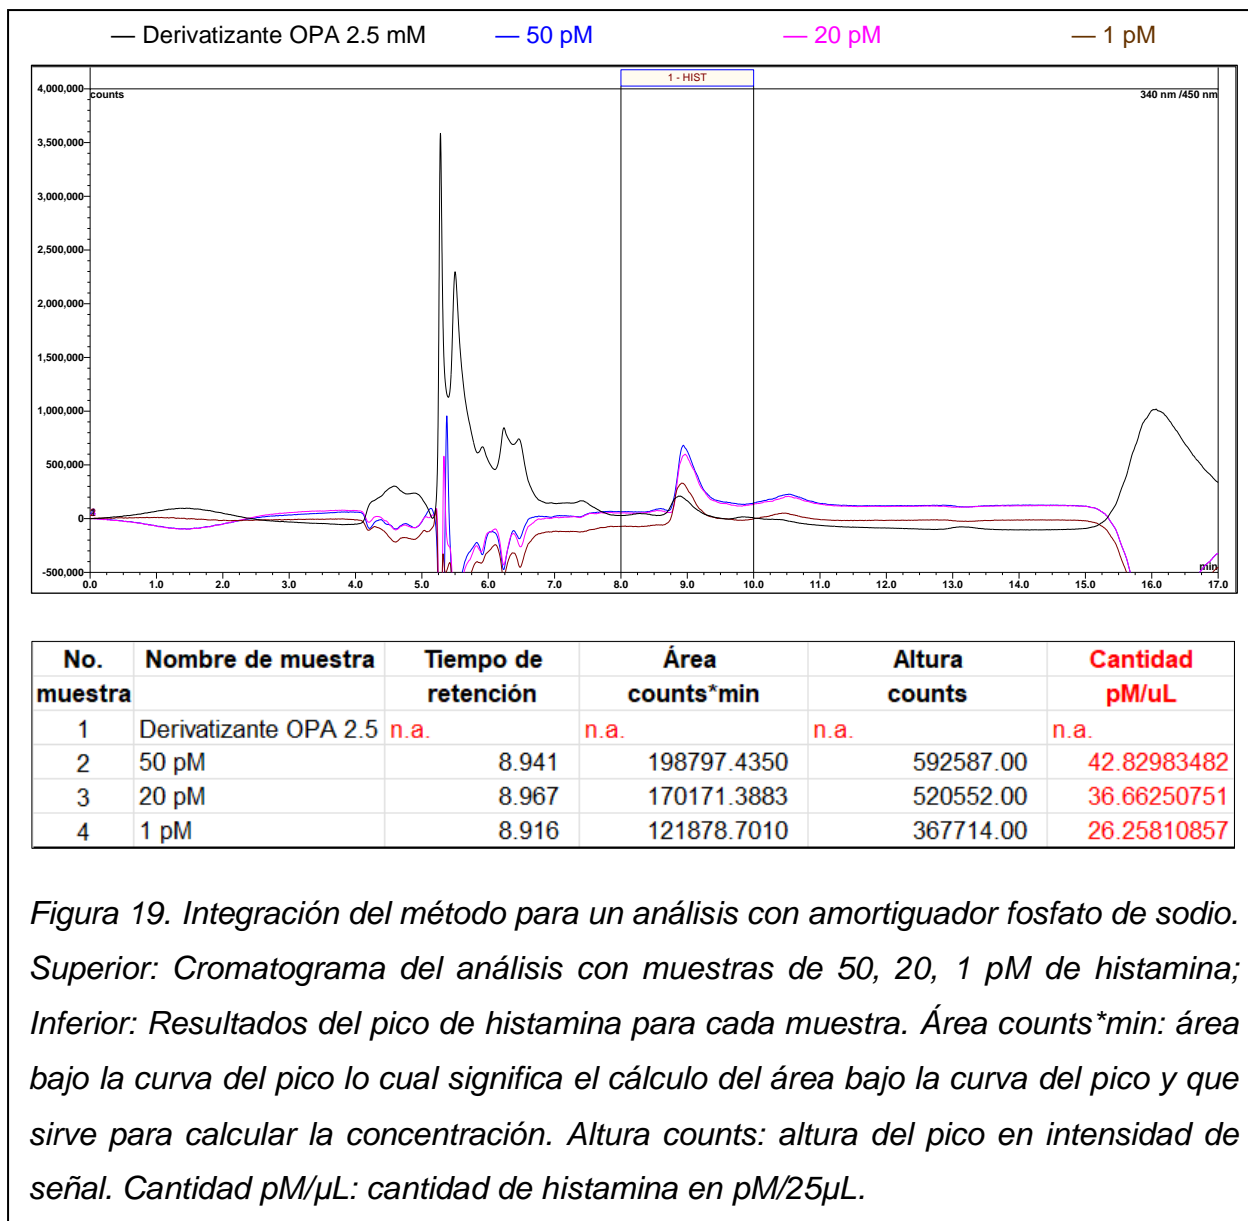 — Derivatizante OPA 2.5 mM — 50 pM — 20 pM — 1 pM
1 - HIST
4,000,000 counts 340 nm /450 nm
3,500,000
3,000,000
2,500,000
2,000,000
1,500,000
1,000,000
500,000
0
-500,000 min
0.0 1.0 2.0 3.0 4.0 5.0 6.0 7.0 8.0 9.0 10.0 11.0 12.0 13.0 14.0 15.0 16.0 17.0
No. Nombre de muestra Tiempo de Área Altura Cantidad
muestra retención counts*min counts pM/uL
1 Derivatizante OPA 2.5 n.a. n.a. n.a. n.a.
2 50 pM 8.941 198797.4350 592587.00 42.82983482
3 20 pM 8.967 170171.3883 520552.00 36.66250751
4 1 pM 8.916 121878.7010 367714.00 26.25810857
Figura 19. Integración del método para un análisis con amortiguador fosfato de sodio.
Superior: Cromatograma del análisis con muestras de 50, 20, 1 pM de histamina;
Inferior: Resultados del pico de histamina para cada muestra. Área counts*min: área
bajo la curva del pico lo cual significa el cálculo del área bajo la curva del pico y que
sirve para calcular la concentración. Altura counts: altura del pico en intensidad de
señal. Cantidad pM/µL: cantidad de histamina en pM/25µL.